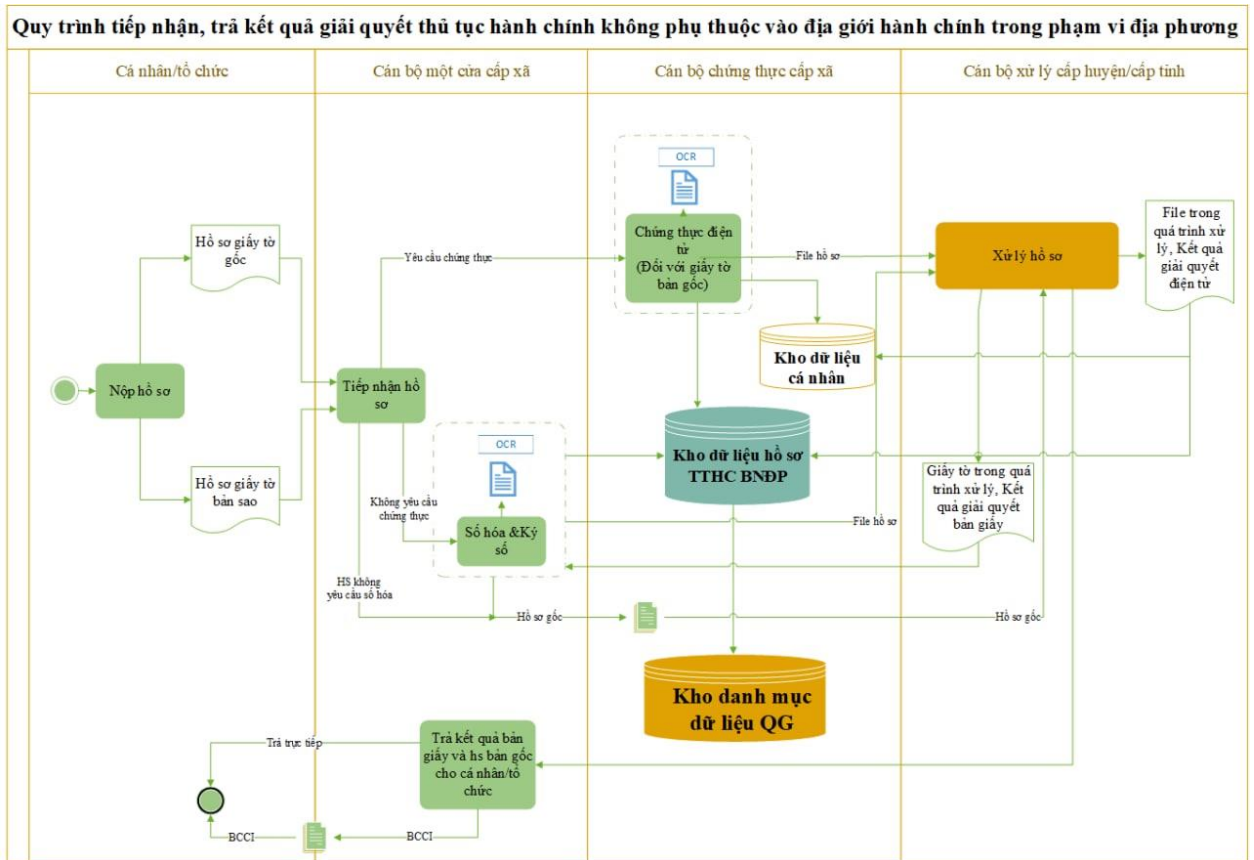 Quy trình tiếp nhận, trả kết quả giải quyết thủ tục hành chính không phụ thuộc vào địa giới hành chính trong phạm vi địa phương
Cá nhân/tổ chức
Cán bộ một cửa cấp xã
Cán bộ chứng thực cấp xã
Cán bộ xử lý cấp huyện/cấp tỉnh
Hồ sơ giấy tờ
gốc
Nộp hồ sơ
Hồ sơ giấy tờ
bản sao
Tiếp nhận hồ
sơ
Yêu cầu chứng thực
OCR
Chứng thực điện
tử
(Đối với giấy tờ
bản gốc)
File hồ sơ
Xử lý hồ sơ
File trong
quá trình xử
lý, Kết quả
giải quyết
điện tử
Kho dữ liệu
cá nhân
OCR
Không yêu cầu
chứng thực
Số hóa &Ký
số
Kho dữ liệu hồ sơ
TTHC BNĐP
File hồ sơ
Giấy tờ trong quá
trình xử lý, Kết
quả giải quyết
bản giấy
HS không
yêu cầu số hóa
Hồ sơ gốc
Hồ sơ gốc
Kho danh mục
dữ liệu QG
Trả trực tiếp
Trả kết quả bản
giấy và hs bản gốc
cho cá nhân/tổ
chức
BCCI
BCCI